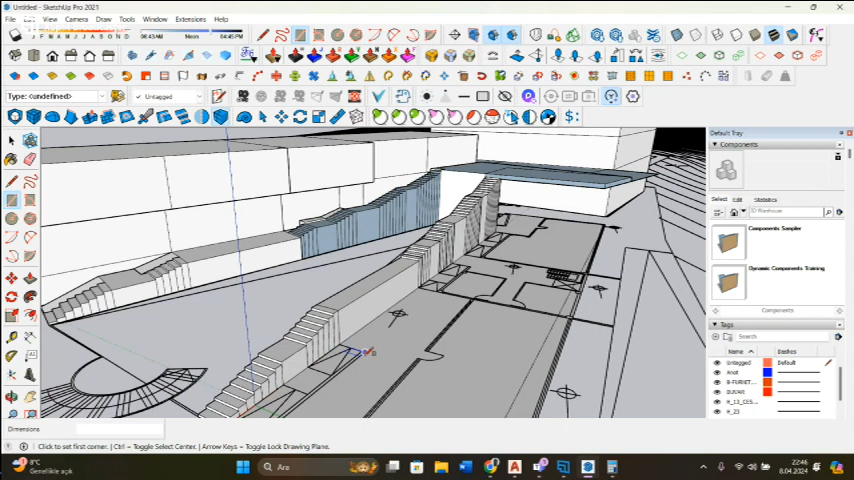 Untitled - SketchUp Pro 2021
File Edit View Camera Draw Tools Window Extensions Help
06:43 AM Noon 04:45 PM
Type: <undefined>
Untagged
Default Tray
Components
Select Edit Statistics
3D Warehouse
Components Sampler
Dynamic Components Training
Components
Tags
Search
Name Dashes
Untagged Default
DUVAR
H_23
Dimensions
Click to set first corner. | Ctrl = Toggle Select Center. | Arrow Keys = Toggle Lock Drawing Plane.
8°C
Genellikle açık
Ara
22:46
8.04.2024